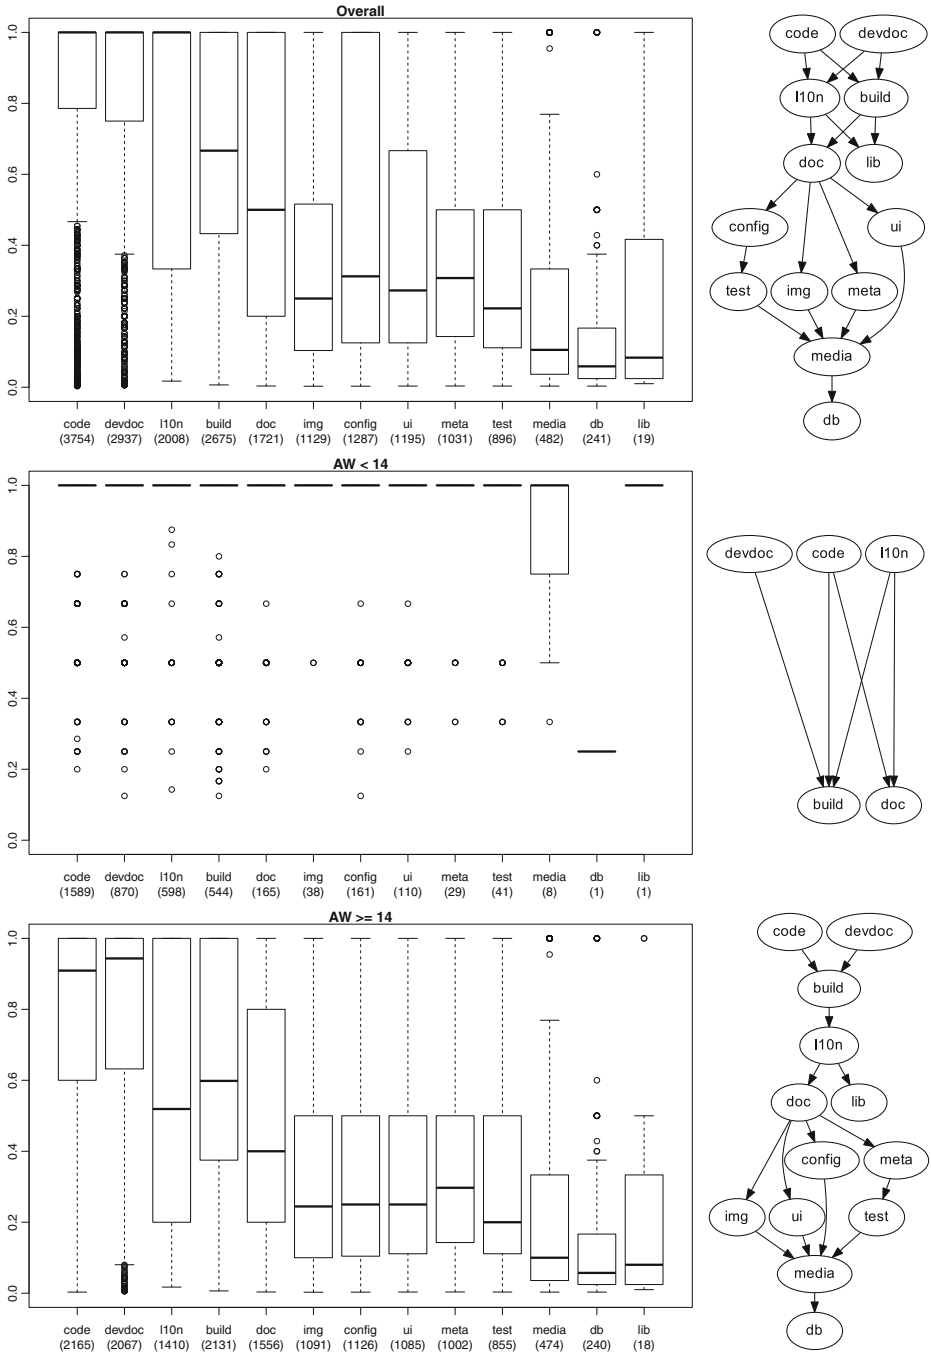 Overall
0.0 0.2 0.4 0.6 0.8 1.0
code devdoc l10n build doc img config ui meta test media db lib
(3754) (2937) (2008) (2675) (1721) (1129) (1287) (1195) (1031) (896) (482) (241) (19)
code devdoc
l10n build
doc lib
config ui
test img meta
media
db
AW < 14
0.0 0.2 0.4 0.6 0.8 1.0
code devdoc l10n build doc img config ui meta test media db lib
(1589) (870) (598) (544) (165) (38) (161) (110) (29) (41) (8) (1) (1)
devdoc code l10n
build doc
AW >= 14
0.0 0.2 0.4 0.6 0.8 1.0
code devdoc l10n build doc img config ui meta test media db lib
(2165) (2067) (1410) (2131) (1556) (1091) (1126) (1085) (1002) (855) (474) (240) (18)
code devdoc
build
l10n
doc lib
config meta
img ui test
media
db